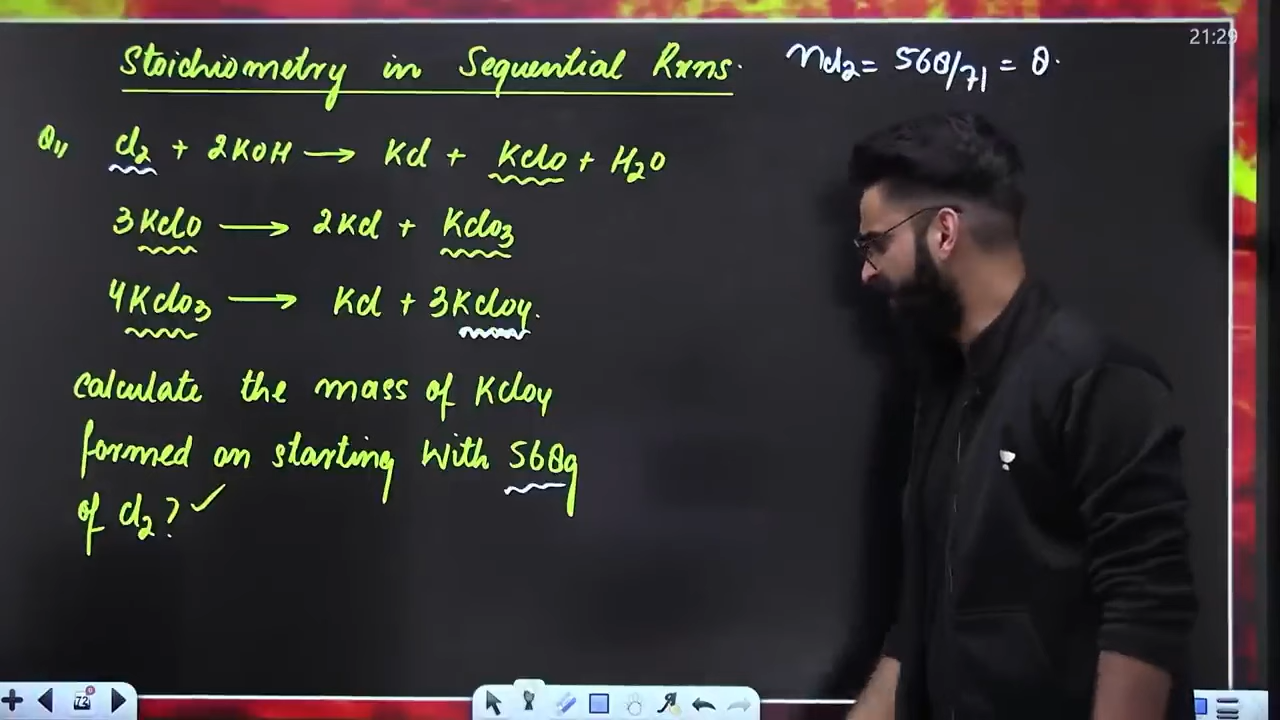 21:29
Stoichiometry in Sequential Rxns.
nCl2 = 568/71 = 8.
Q1, Cl2 + 2KOH → KCl + KClO + H2O
3KClO → 2KCl + KClO3
4KClO3 → KCl + 3KClO4.
Calculate the mass of KClO4
formed on starting with 568g
of Cl2?
72